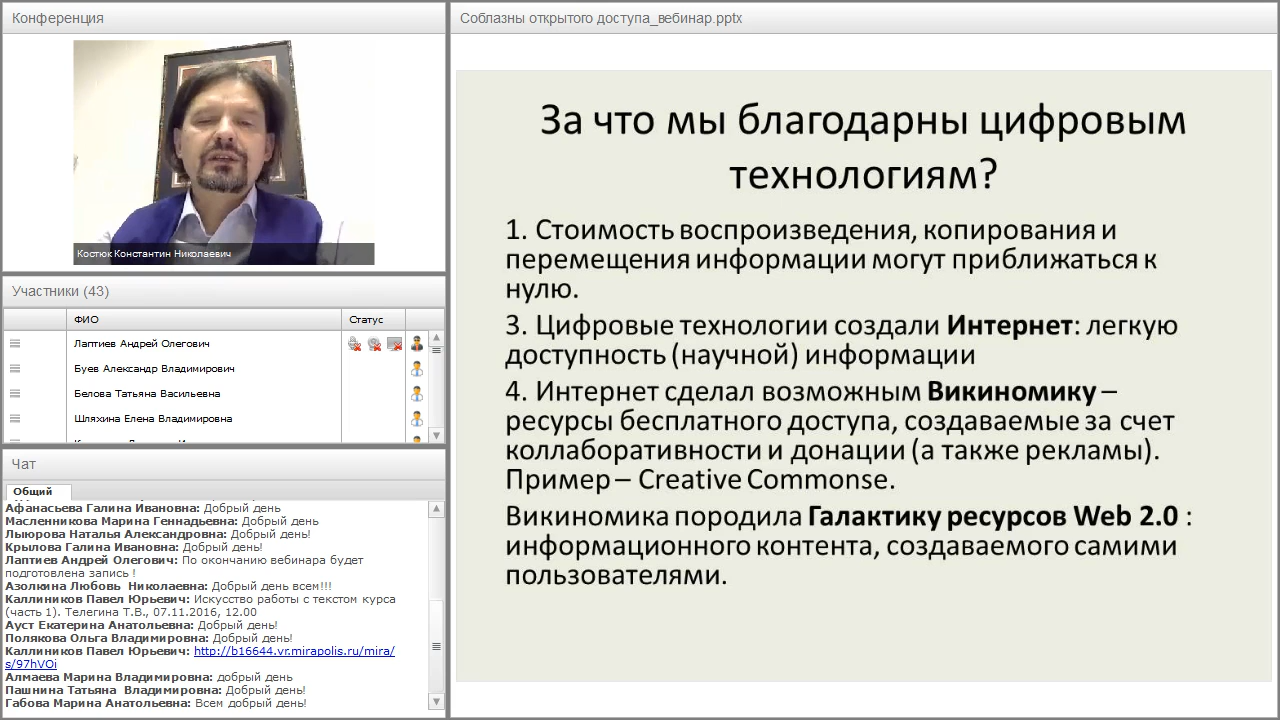 Конференция
Костюк Константин Николаевич
Участники (43)
ФИО
Статус
Лаптиев Андрей Олегович
Буев Александр Владимирович
Белова Татьяна Васильевна
Шляхина Елена Владимировна
Чат
Общий
Афанасьева Галина Ивановна: Добрый день
Масленникова Марина Геннадьевна: Добрый день
Лыюрова Наталья Александровна: Добрый день!
Крылова Галина Ивановна: Добрый день!
Лаптиев Андрей Олегович: По окончанию вебинара будет
подготовлена запись !
Азолкина Любовь Николаевна: Добрый день всем!!!
Каллиников Павел Юрьевич: Искусство работы с текстом курса
(часть 1). Телегина Т.В., 07.11.2016, 12.00
Ауст Екатерина Анатольевна: Добрый день!
Полякова Ольга Владимировна: Добрый день!
Каллиников Павел Юрьевич: http://b16644.vr.mirapolis.ru/mira/
s/97hVOi
Алмаева Марина Владимировна: добрый день
Пашнина Татьяна Владимировна: Добрый день!
Габова Марина Анатольевна: Всем добрый день!
Соблазны открытого доступа_вебинар.pptx
За что мы благодарны цифровым
технологиям?
1. Стоимость воспроизведения, копирования и
перемещения информации могут приближаться к
нулю.
3. Цифровые технологии создали Интернет: легкую
доступность (научной) информации
4. Интернет сделал возможным Викиномику –
ресурсы бесплатного доступа, создаваемые за счет
коллаборативности и донации (а также рекламы).
Пример – Creative Commonse.
Викиномика породила Галактику ресурсов Web 2.0 :
информационного контента, создаваемого самими
пользователями.